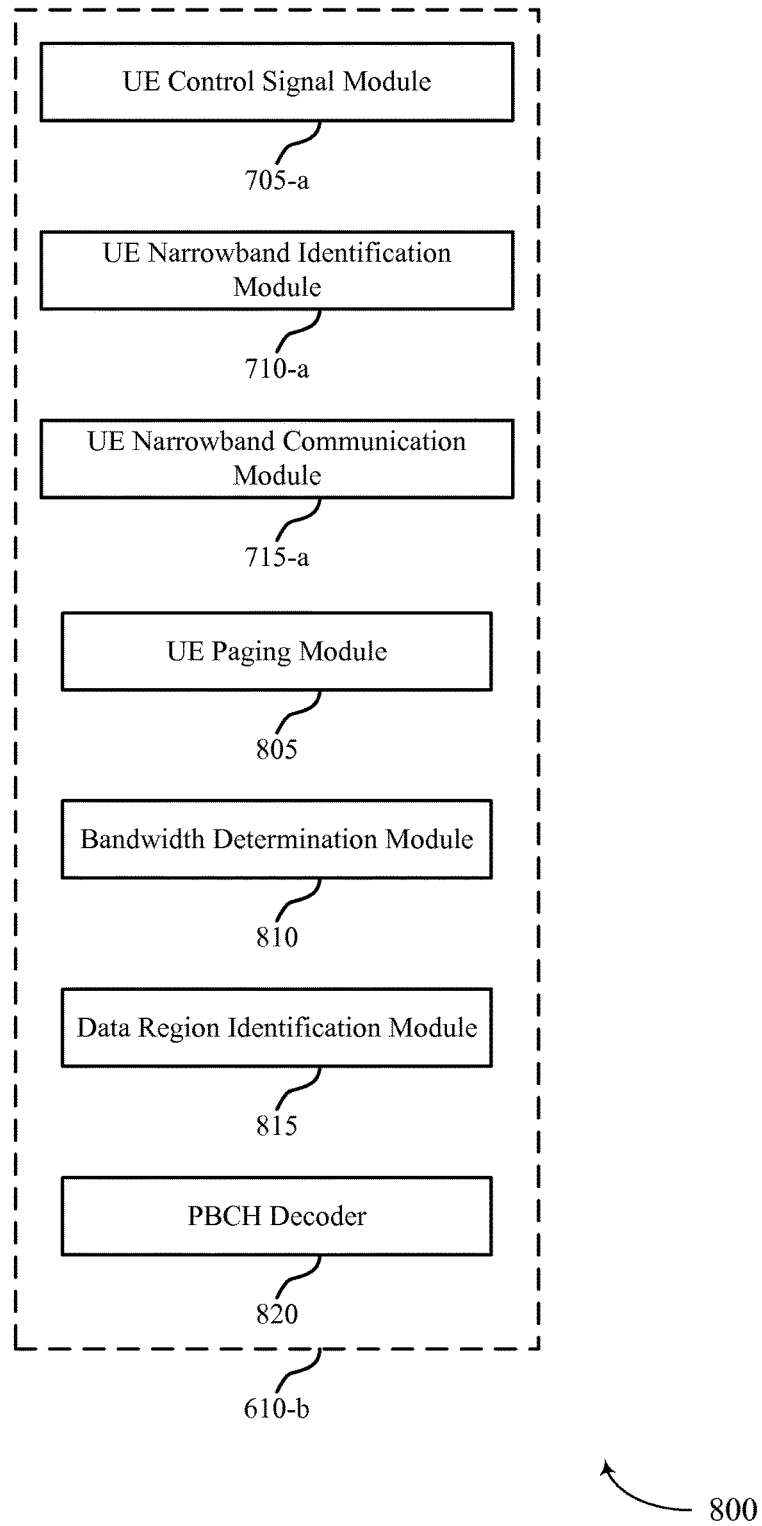 UE Control Signal Module
705-a
UE Narrowband Identification
Module
710-a
UE Narrowband Communication
Module
715-a
UE Paging Module
805
Bandwidth Determination Module
810
Data Region Identification Module
815
PBCH Decoder
820
610-b
800